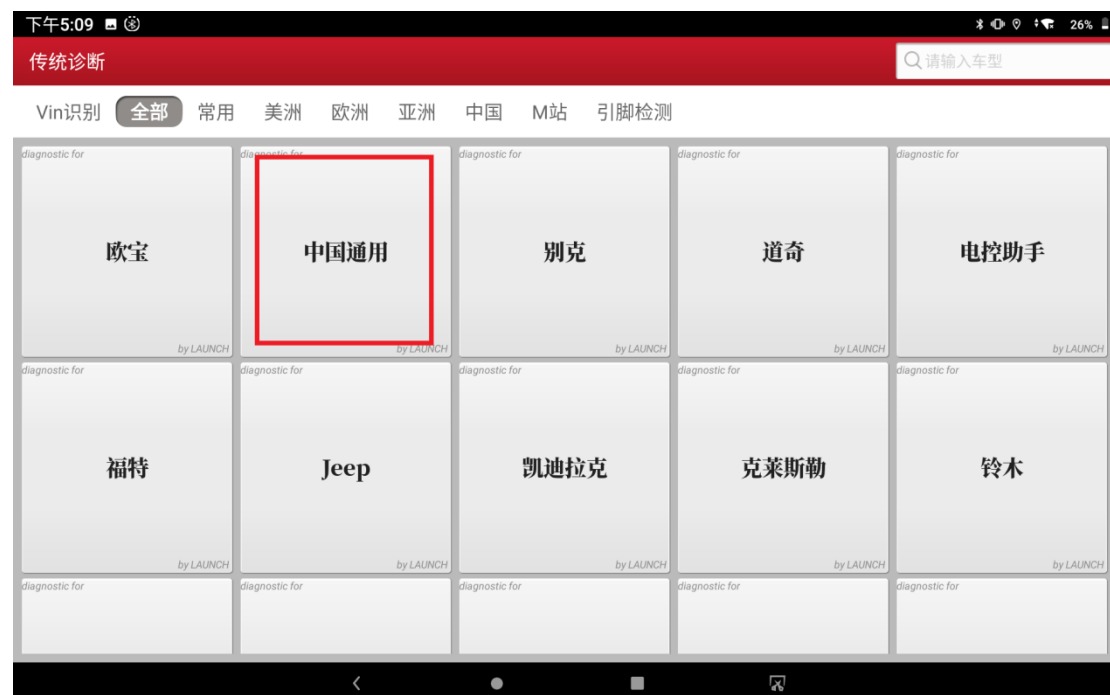 下午5:09 26%
传统诊断 请输入车型
Vin识别 全部 常用 美洲 欧洲 亚洲 中国 M站 引脚检测
diagnostic for diagnostic for diagnostic for diagnostic for diagnostic for
欧宝 中国通用 别克 道奇 电控助手
by LAUNCH by LAUNCH by LAUNCH by LAUNCH by LAUNCH
diagnostic for diagnostic for diagnostic for diagnostic for diagnostic for
福特 Jeep 凯迪拉克 克莱斯勒 铃木
by LAUNCH by LAUNCH by LAUNCH by LAUNCH by LAUNCH
diagnostic for diagnostic for diagnostic for diagnostic for diagnostic for